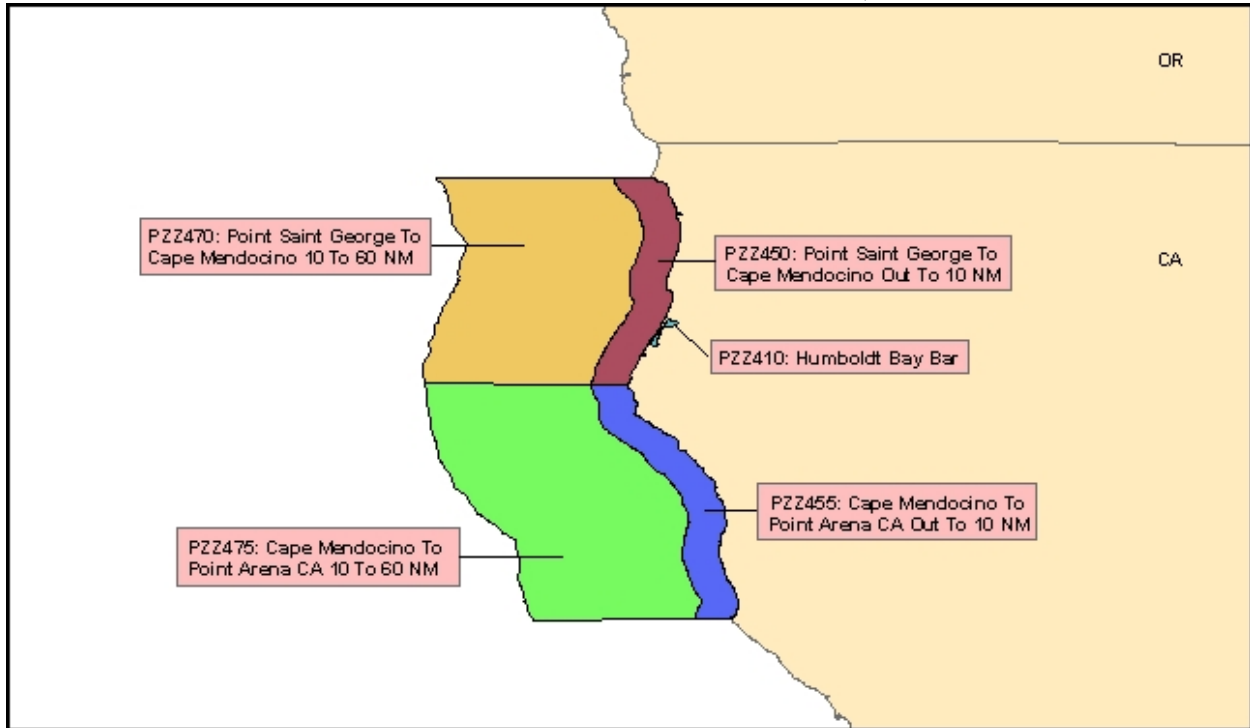 OR
PZZ470: Point Saint George To
Cape Mendocino 10 To 60 NM
PZZ450: Point Saint George To
Cape Mendocino Out To 10 NM
CA
PZZ410: Humboldt Bay Bar
PZZ455: Cape Mendocino To
Point Arena CA Out To 10 NM
PZZ475: Cape Mendocino To
Point Arena CA 10 To 60 NM